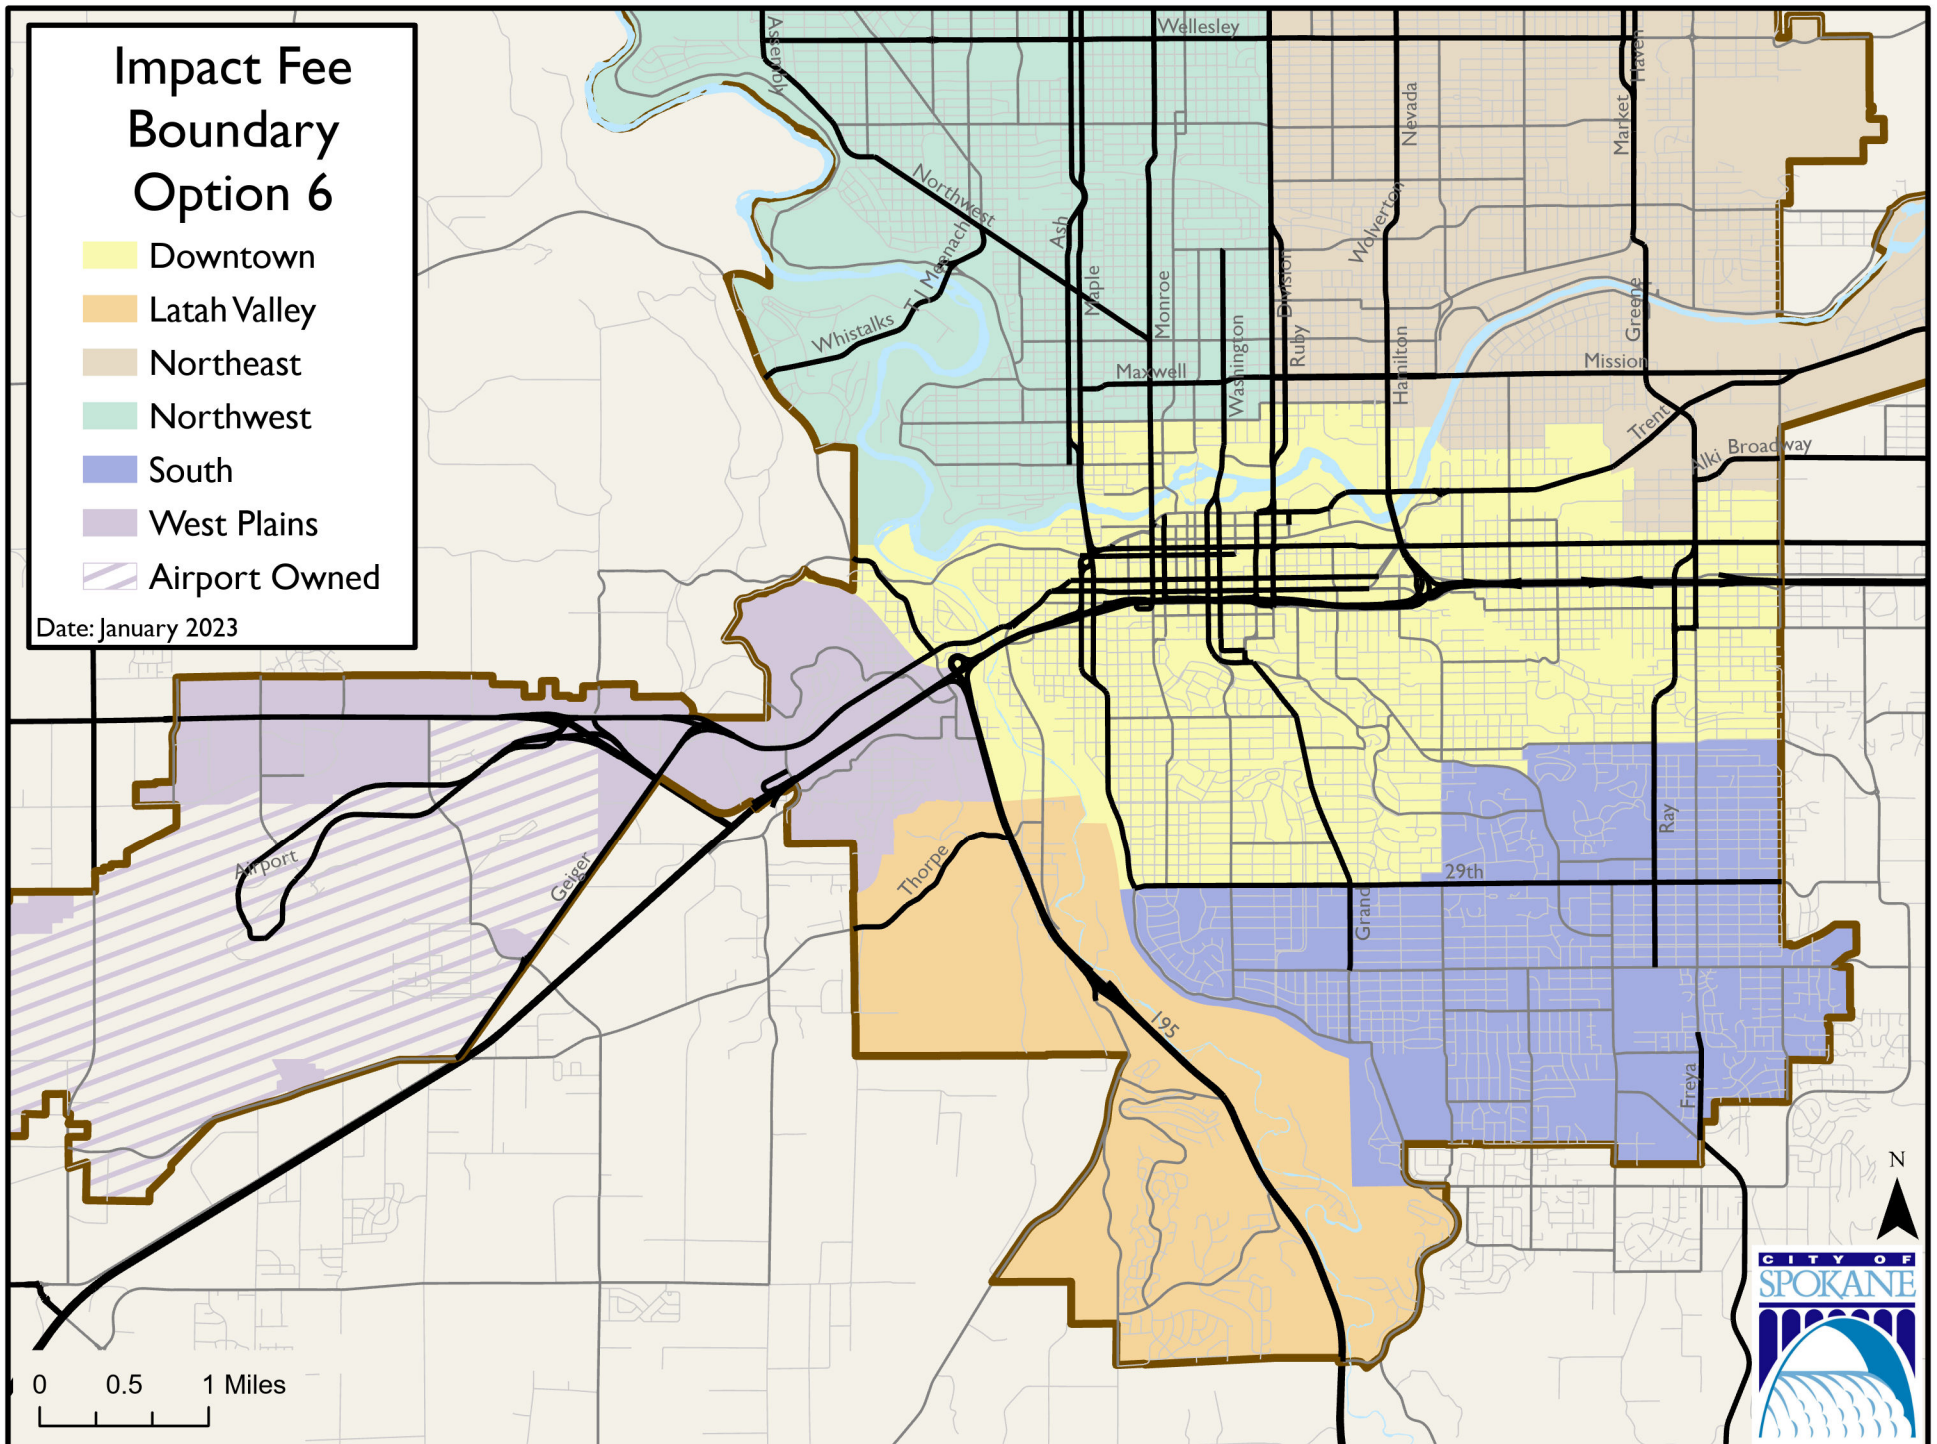 Impact Fee
Boundary
Option 6
Downtown
Latah Valley
Northeast
Northwest
South
West Plains
Airport Owned
Date: January 2023
Wellesley
Assembly
Haven
Nevada
Market
Northwest
Ash
Wolverton
T J Meenach
Maple
Monroe
Division
Greene
Whistalks
Washington
Ruby
Hamilton
Maxwell
Mission
Trent
Alki
Broadway
Airport
Geiger
Thorpe
Ray
29th
Grand
195
Freya
N
CITY OF
SPOKANE
0 0.5 1 Miles